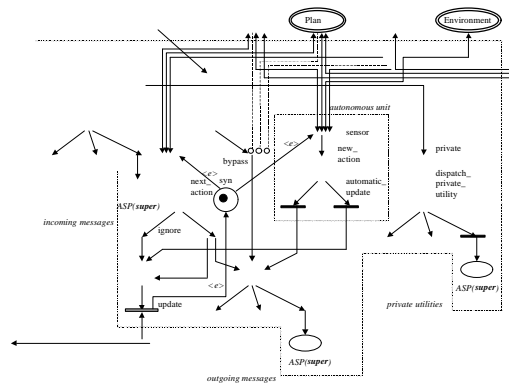 Plan
Environment
autonomous unit
<e>
sensor
new_
action
private
bypass
<e>
syn
next_
action
automatic_
update
dispatch_
private_
utility
ASP(super)
incoming messages
ignore
<e>
ASP(super)
update
private utilities
ASP(super)
outgoing messages